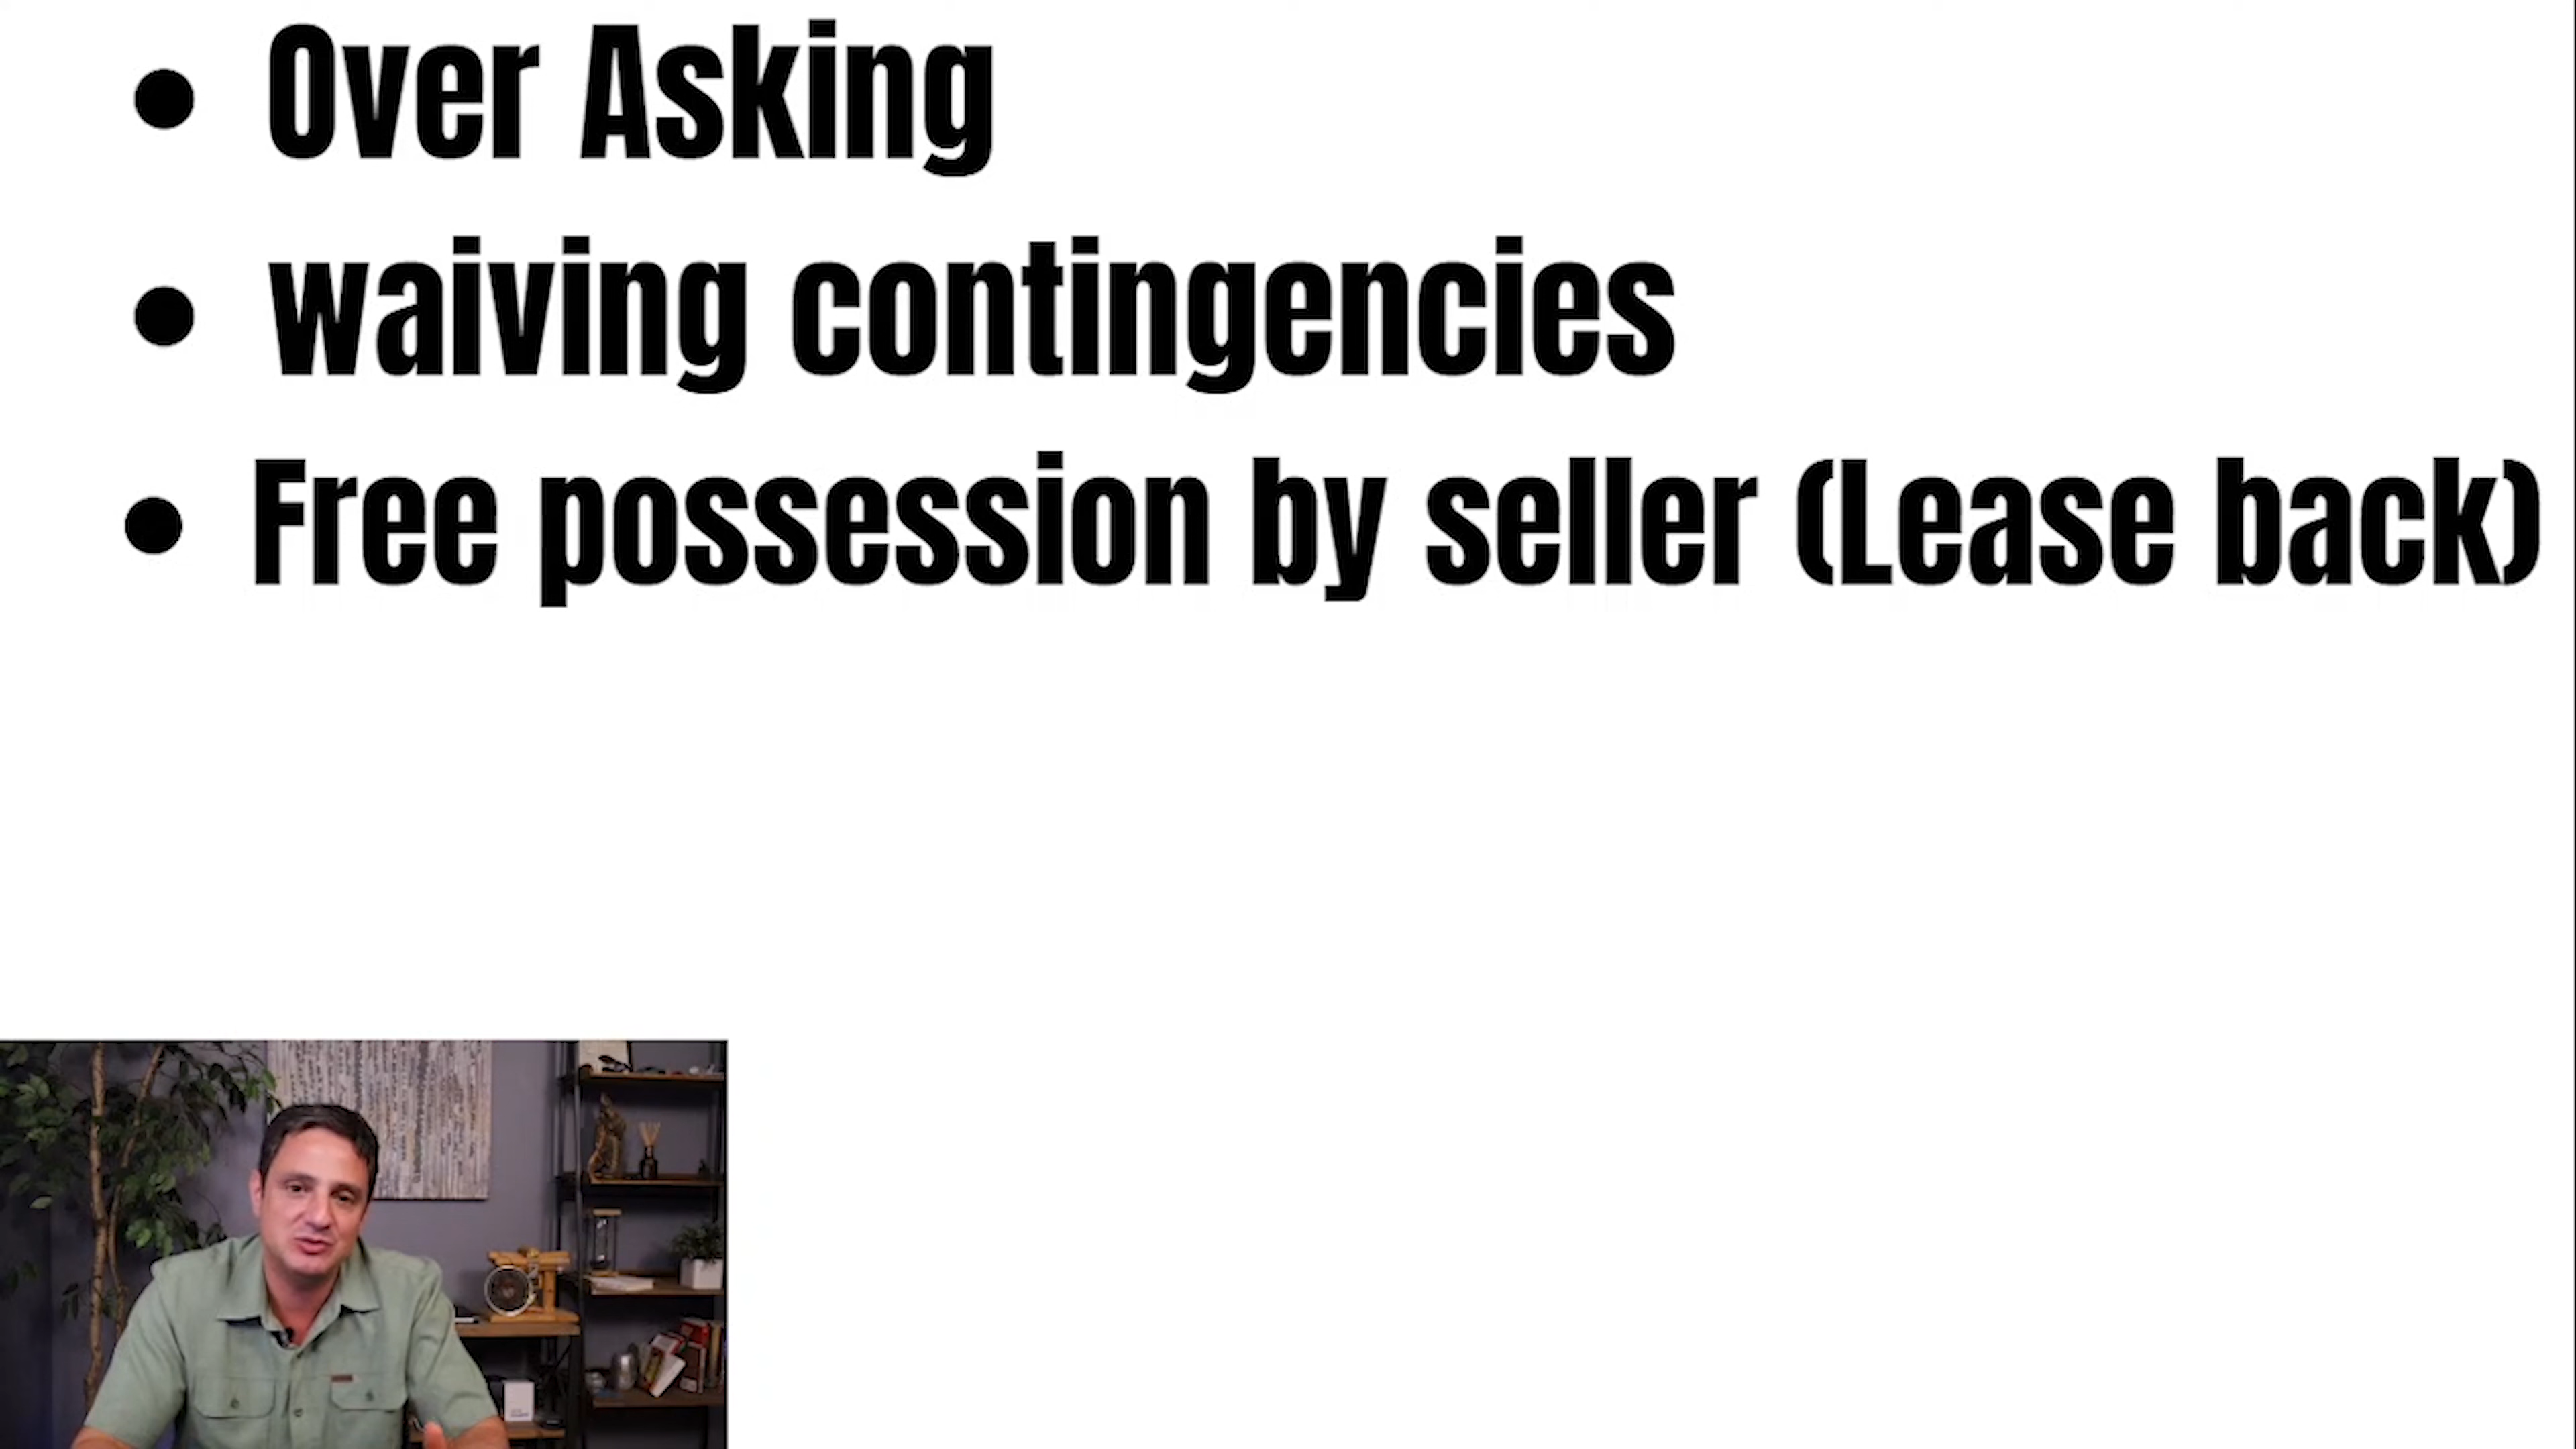 • Over Asking
• waiving contingencies
• Free possession by seller (Lease back)